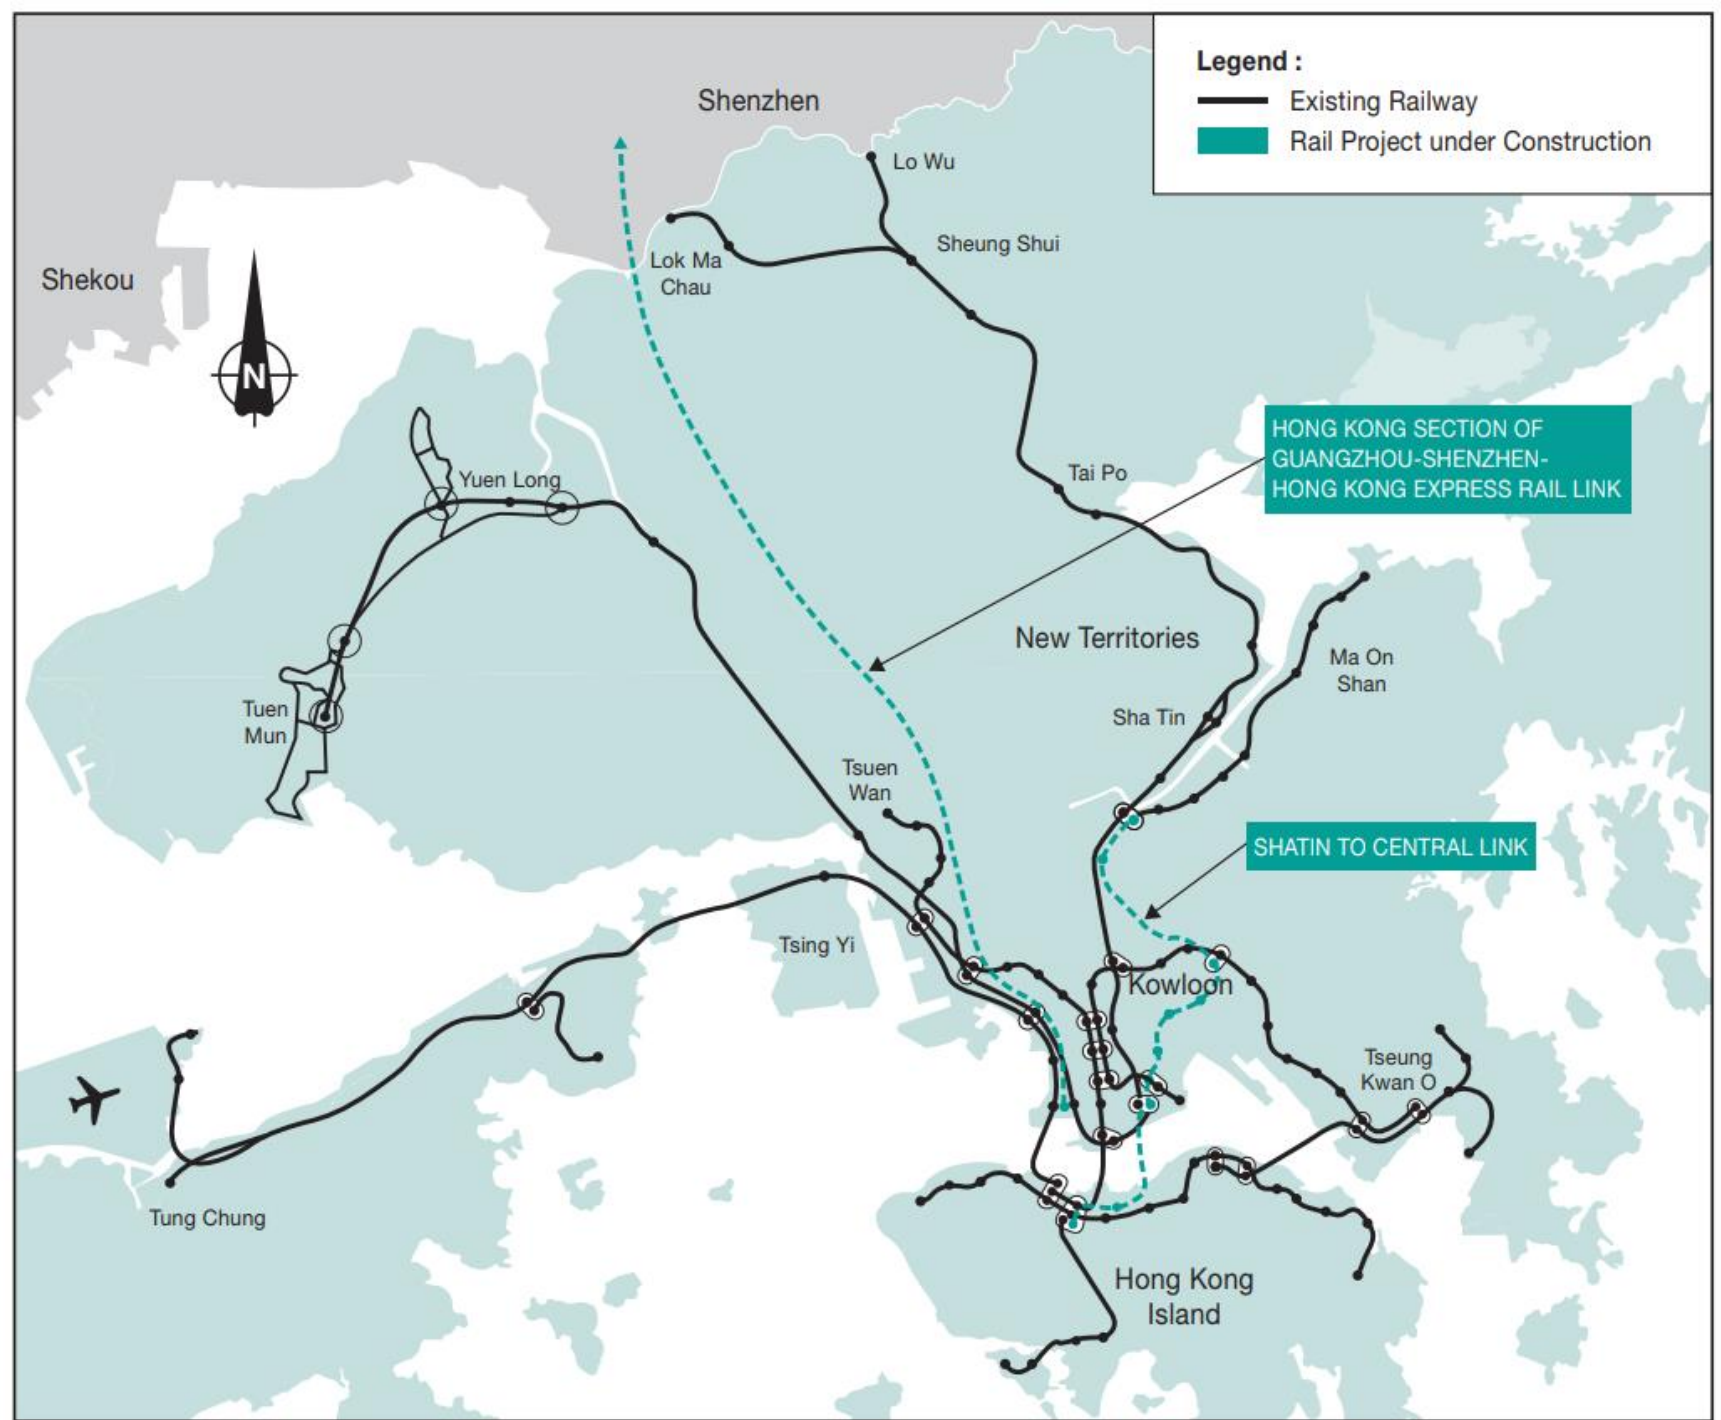 Legend :
Existing Railway
Rail Project under Construction
Shenzhen
Lo Wu
Sheung Shui
Lok Ma
Chau
Shekou
N
HONG KONG SECTION OF
GUANGZHOU-SHENZHEN-
HONG KONG EXPRESS RAIL LINK
Tai Po
Yuen Long
New Territories
Ma On
Shan
Tuen
Mun
Sha Tin
Tsuen
Wan
SHATIN TO CENTRAL LINK
Tsing Yi
Kowloon
Tseung
Kwan O
Tung Chung
Hong Kong
Island